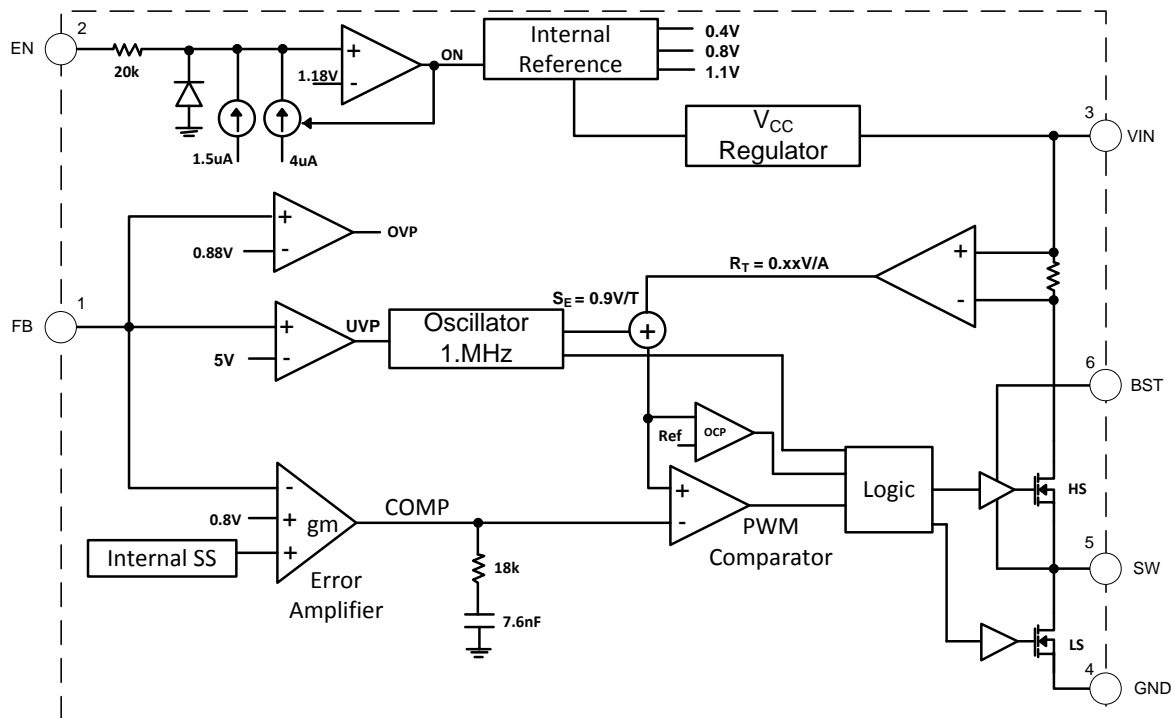 2
EN
20k
1.18V
+
-
ON
Internal
Reference
0.4V
0.8V
1.1V
1.5uA
4uA
VCC
Regulator
3
VIN
+
-
0.88V
OVP
RT = 0.xxV/A
+
-
1
FB
+
-
5V
UVP
Oscillator
1.MHz
SE = 0.9V/T
+
6
BST
Ref
OCP
Logic
HS
-
0.8V
+
+
gm
Internal SS
Error
Amplifier
COMP
+
-
PWM
Comparator
18k
7.6nF
5
SW
LS
4
GND